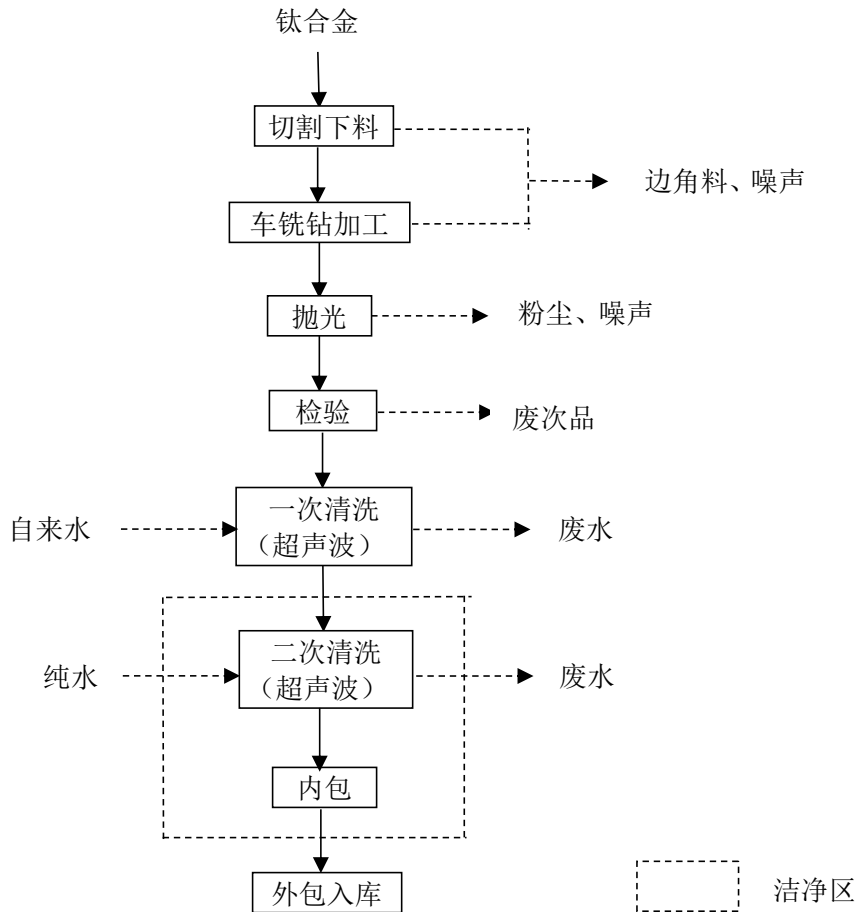 钛合金
切割下料
边角料、噪声
车铣钻加工
抛光
粉尘、噪声
检验
废次品
自来水
一次清洗
（超声波）
废水
纯水
二次清洗
（超声波）
废水
内包
外包入库
洁净区